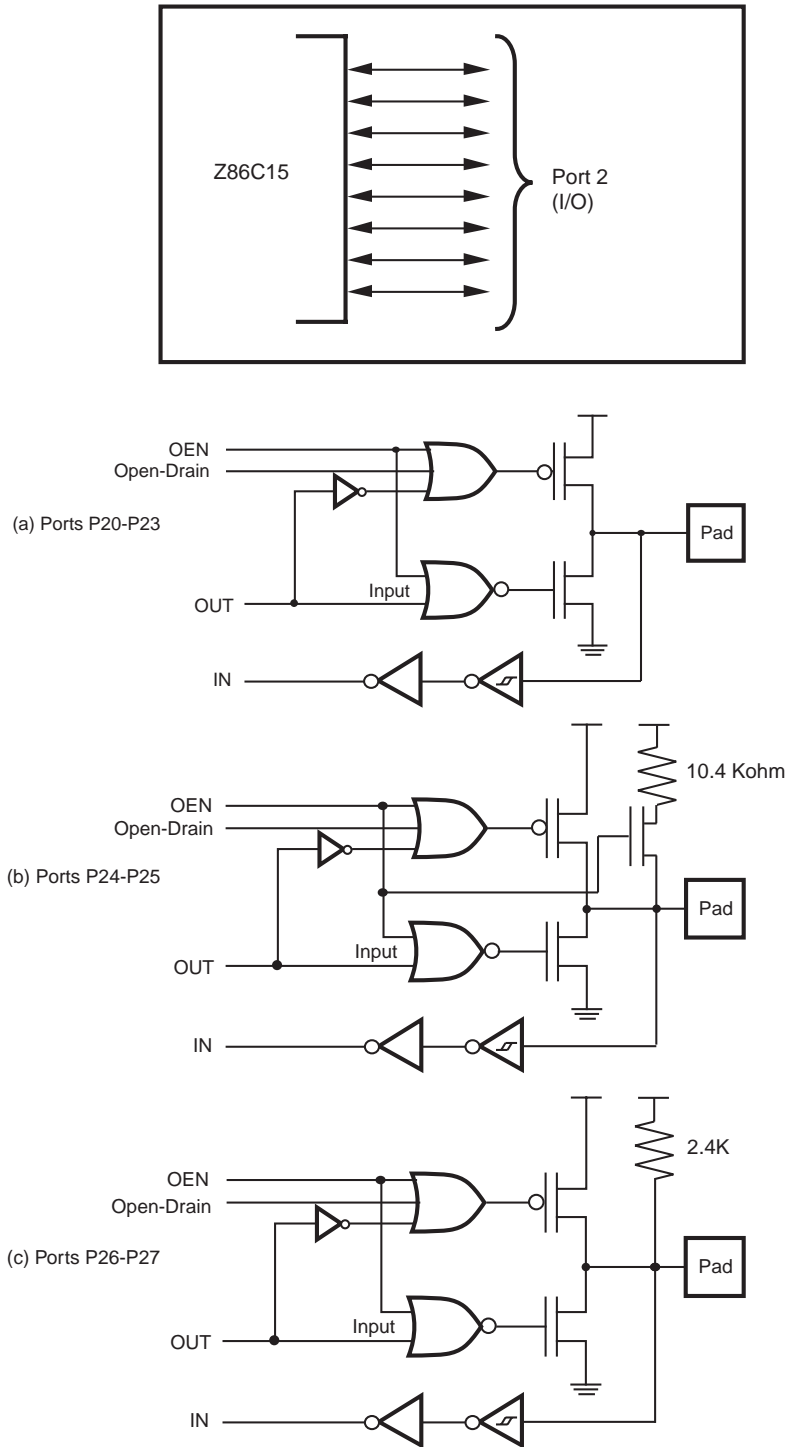 Z86C15
Port 2
(I/O)
OEN
Open-Drain
(a) Ports P20-P23
Pad
Input
OUT
IN
10.4 Kohm
OEN
Open-Drain
(b) Ports P24-P25
Pad
Input
OUT
IN
2.4K
OEN
Open-Drain
(c) Ports P26-P27
Pad
Input
OUT
IN